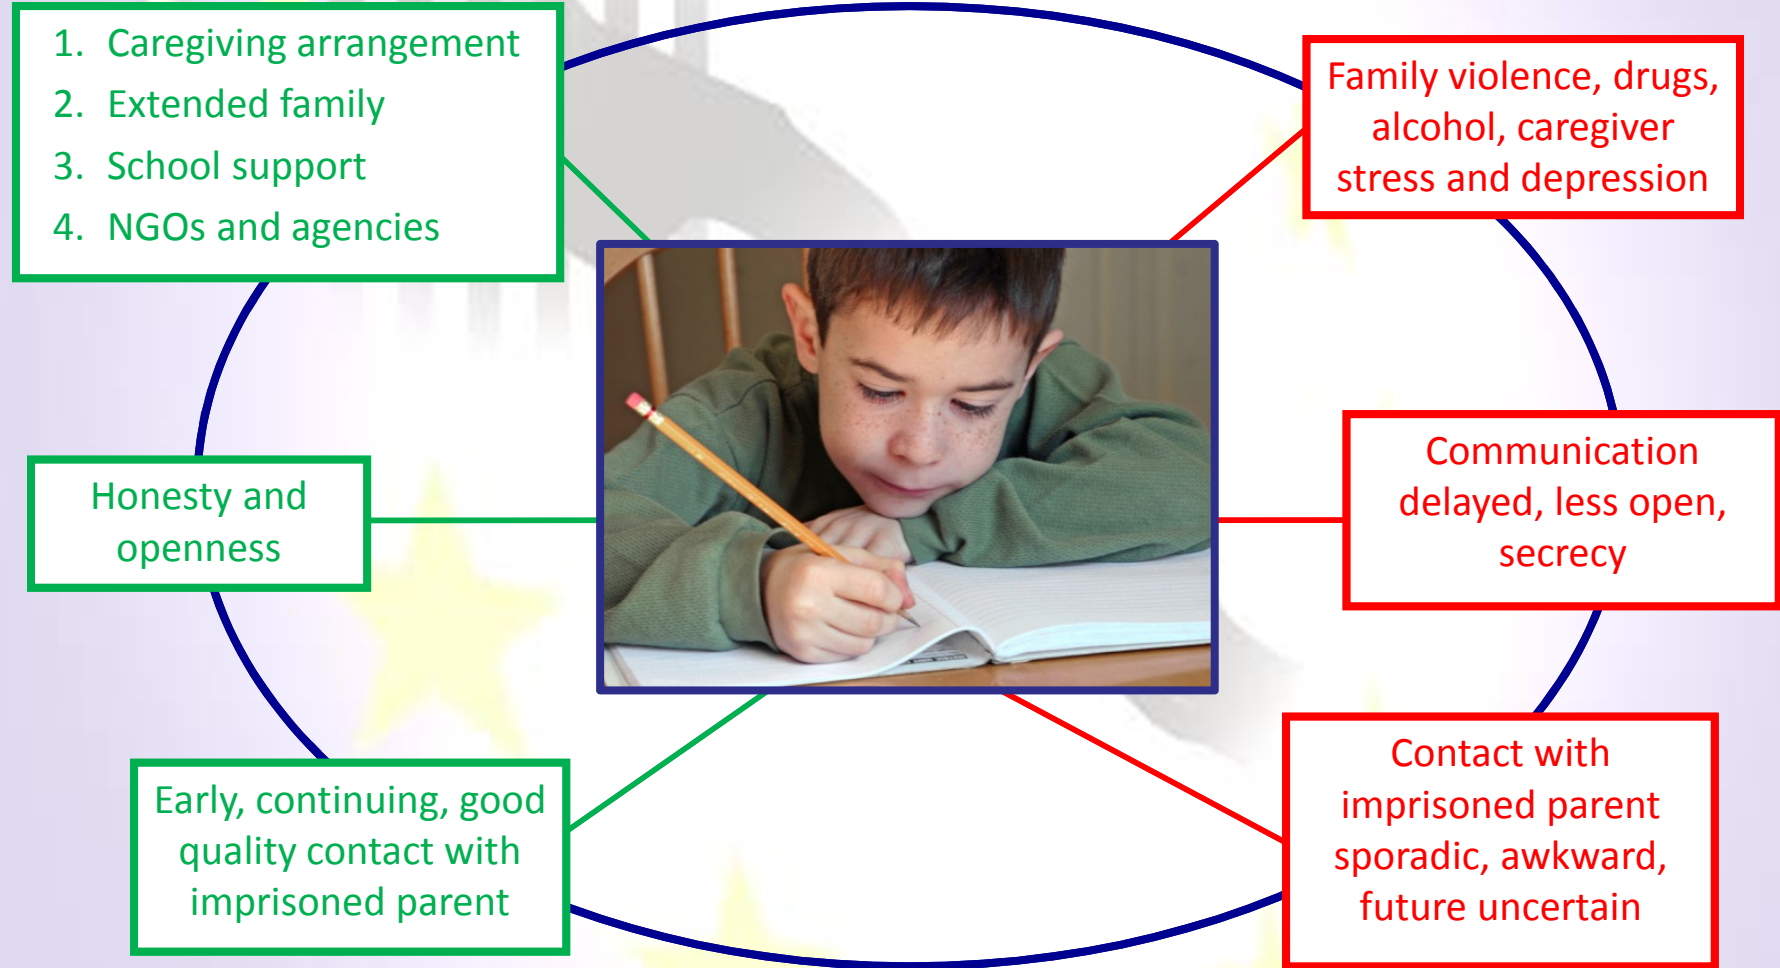 1. Caregiving arrangement
2. Extended family
3. School support
4. NGOs and agencies
Family violence, drugs,
alcohol, caregiver
stress and depression
Honesty and
openness
Communication
delayed, less open,
secrecy
Early, continuing, good
quality contact with
imprisoned parent
Contact with
imprisoned parent
sporadic, awkward,
future uncertain